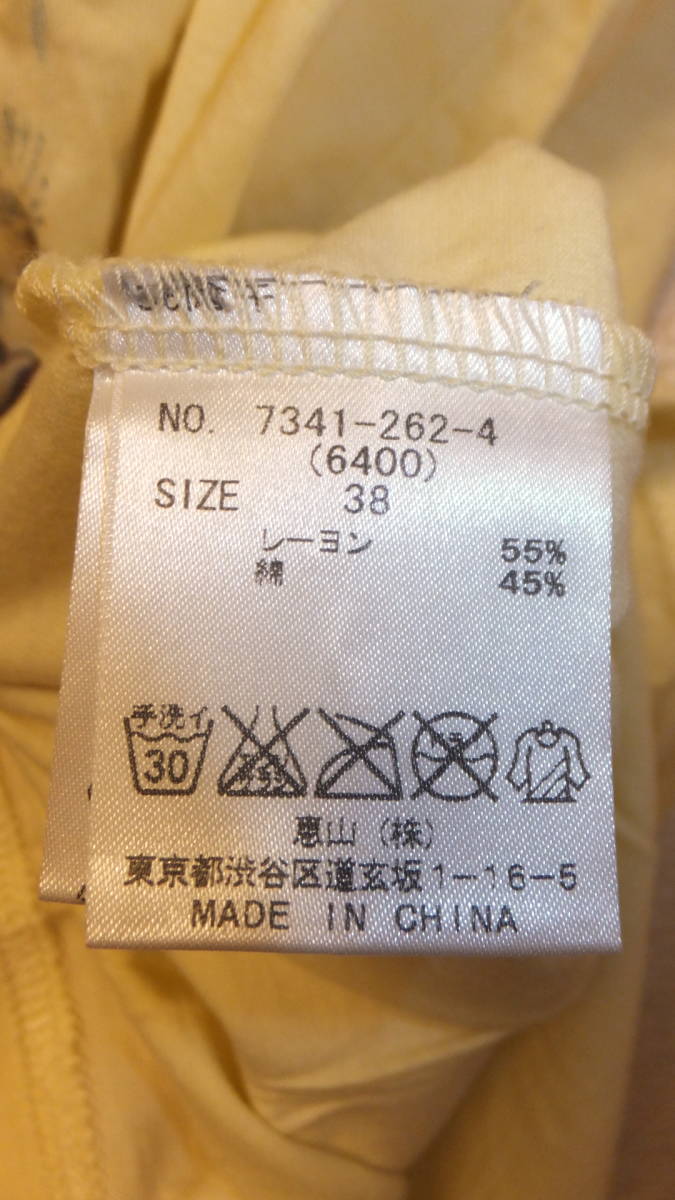 NO. 7341-262-4
(6400)
SIZE 38
レーヨン 55%
綿 45%
手洗イ
30
惠山(株)
東京都渋谷区道玄坂1-16-5
MADE IN CHINA